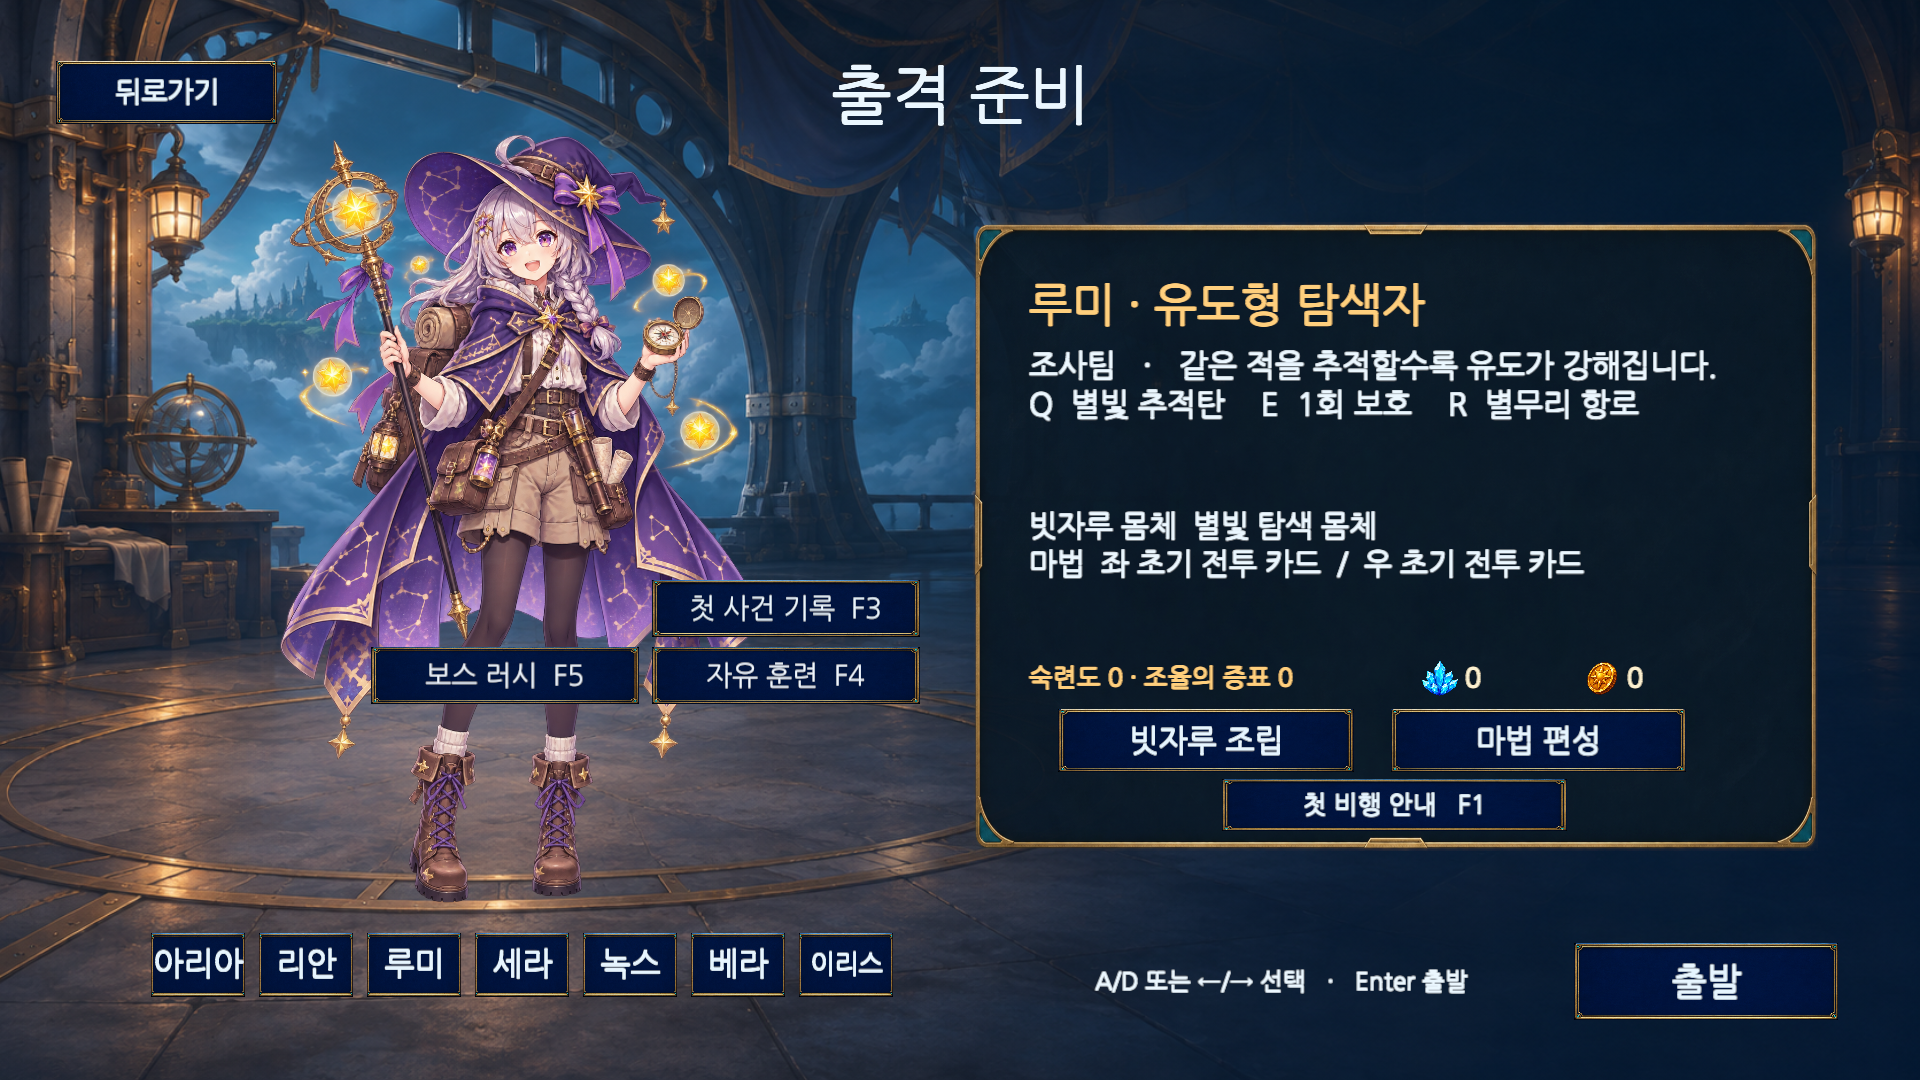 뒤로가기
출격 준비
루미 · 유도형 탐색자
조사팀 · 같은 적을 추적할수록 유도가 강해집니다.
Q 별빛 추적탄 E 1회 보호 R 별무리 항로
빗자루 몸체 별빛 탐색 몸체
마법 좌 초기 전투 카드 / 우 초기 전투 카드
첫 사건 기록 F3
보스 러시 F5
자유 훈련 F4
숙련도 0 · 조율의 증표 0
0
0
빗자루 조립
마법 편성
첫 비행 안내 F1
아리아
리안
루미
세라
녹스
베라
이리스
A/D 또는 ←/→ 선택 · Enter 출발
출발